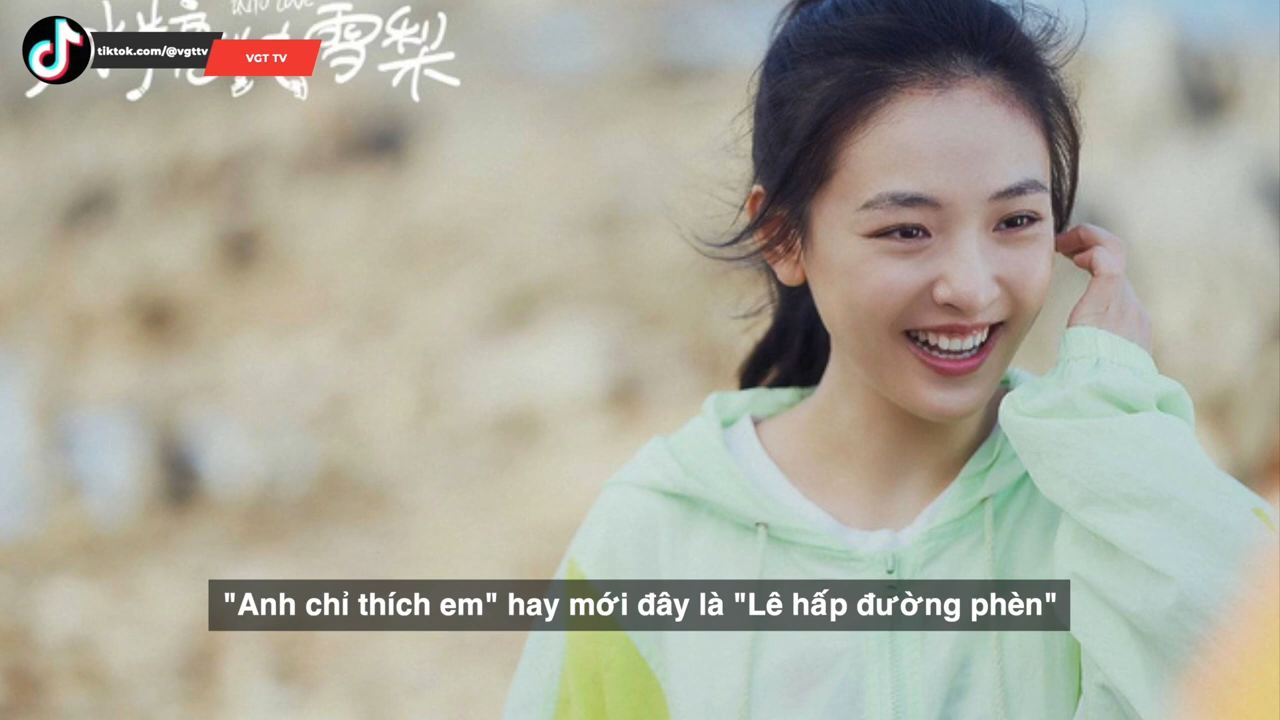 雪梨
tiktok.com/@vgttv
VGT TV
"Anh chỉ thích em" hay mới đây là "Lê hấp đường phèn"